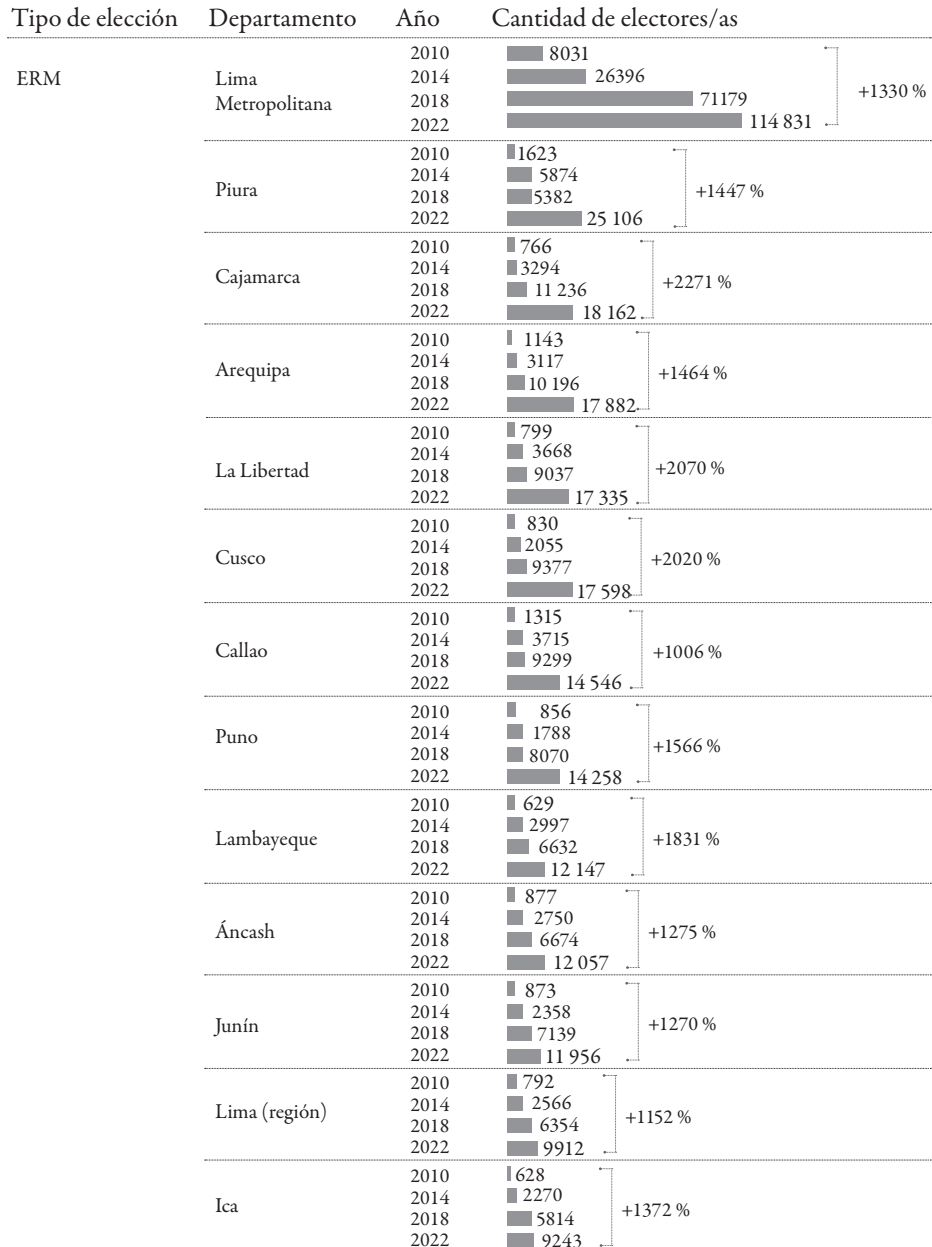 Tipo de elección Departamento Año Cantidad de electores/as
ERM
Lima
Metropolitana
2010 8031
2014 26396
2018 71179
2022 114 831
+1330 %
Piura
2010 1623
2014 5874
2018 5382
2022 25 106
+1447 %
Cajamarca
2010 766
2014 3294
2018 11 236
2022 18 162
+2271 %
Arequipa
2010 1143
2014 3117
2018 10 196
2022 17 882
+1464 %
La Libertad
2010 799
2014 3668
2018 9037
2022 17 335
+2070 %
Cusco
2010 830
2014 2055
2018 9377
2022 17 598
+2020 %
Callao
2010 1315
2014 3715
2018 9299
2022 14 546
+1006 %
Puno
2010 856
2014 1788
2018 8070
2022 14 258
+1566 %
Lambayeque
2010 629
2014 2997
2018 6632
2022 12 147
+1831 %
Áncash
2010 877
2014 2750
2018 6674
2022 12 057
+1275 %
Junín
2010 873
2014 2358
2018 7139
2022 11 956
+1270 %
Lima (región)
2010 792
2014 2566
2018 6354
2022 9912
+1152 %
Ica
2010 628
2014 2270
2018 5814
2022 9243
+1372 %